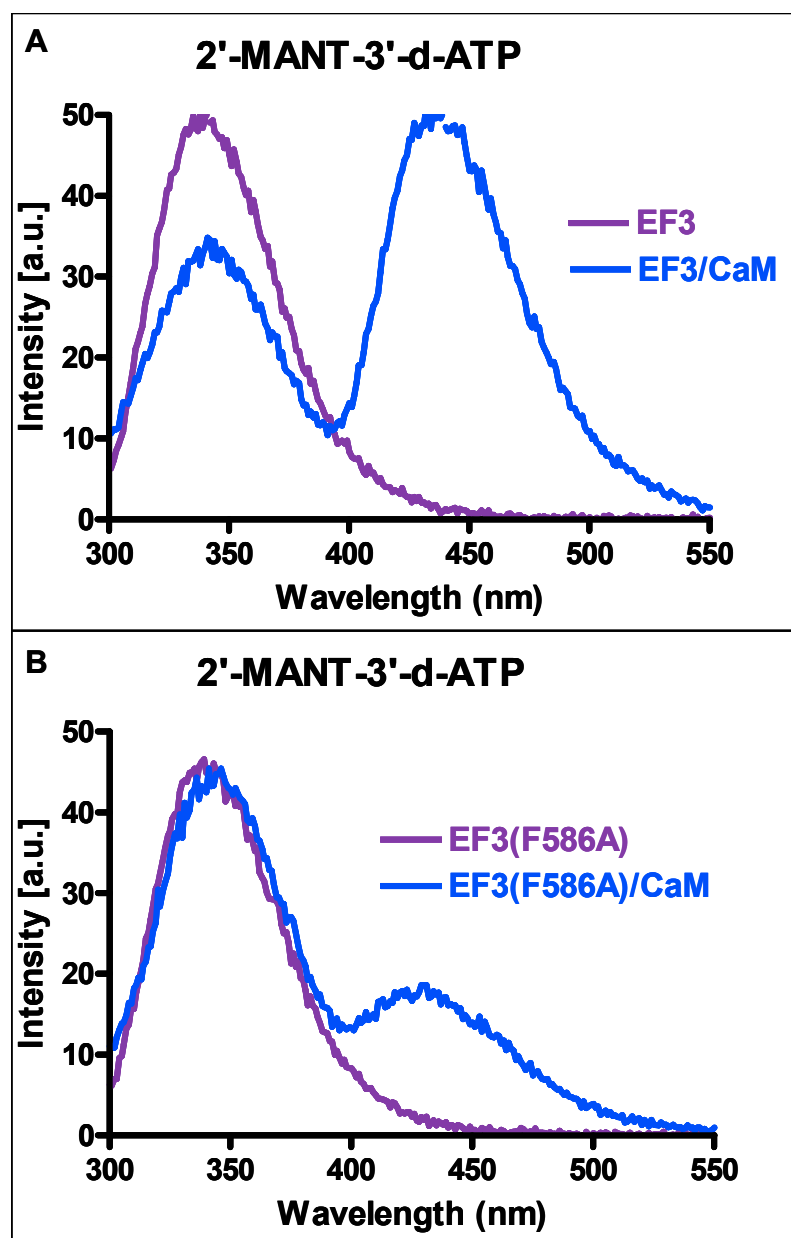 A
2'-MANT-3'-d-ATP
50
40
30
20
10
0
Intensity [a.u.]
EF3
EF3/CaM
300 350 400 450 500 550
Wavelength (nm)
B
2'-MANT-3'-d-ATP
50
40
30
20
10
0
Intensity [a.u.]
EF3(F586A)
EF3(F586A)/CaM
300 350 400 450 500 550
Wavelength (nm)